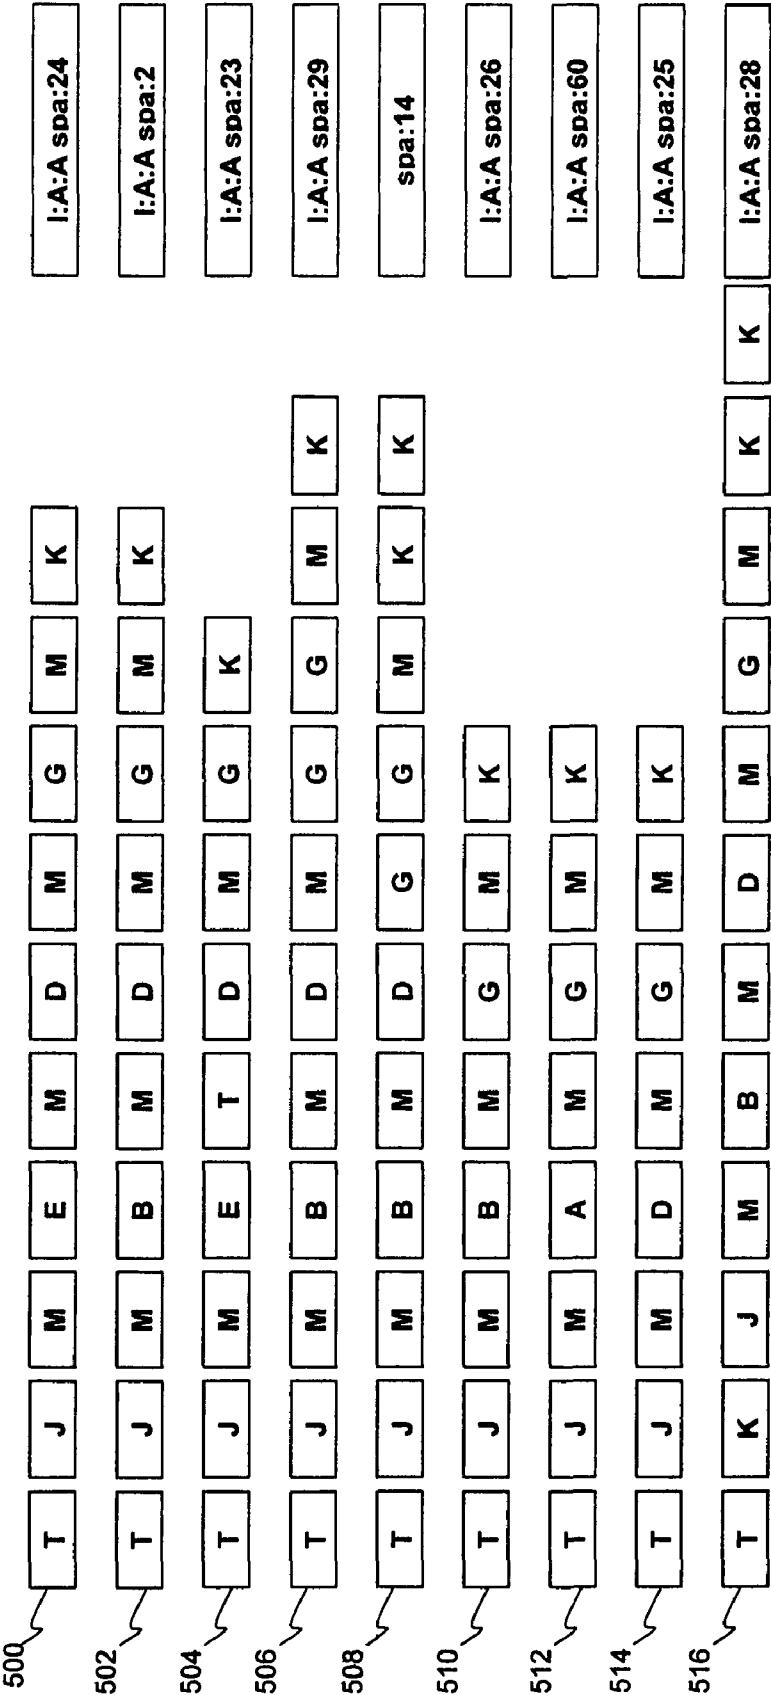 500 T J M E M D M G M K I:A:A spa:24
502 T J M B M D M G M K I:A:A spa:2
504 T J M E T D M G K I:A:A spa:23
506 T J M B M D M G G M K I:A:A spa:29
508 T J M B M D G G M K K spa:14
510 T J M B M G M K I:A:A spa:26
512 T J M A M G M K I:A:A spa:60
514 T J M D M G M K I:A:A spa:25
516 T K J M B M D M G M K K I:A:A spa:28